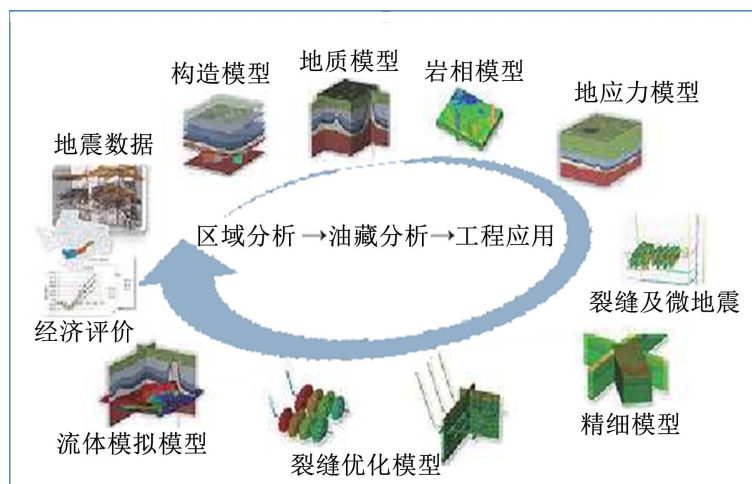 构造模型
地质模型
岩相模型
地应力模型
地震数据
区域分析→油藏分析→工程应用
裂缝及微地震
经济评价
精细模型
流体模拟模型
裂缝优化模型